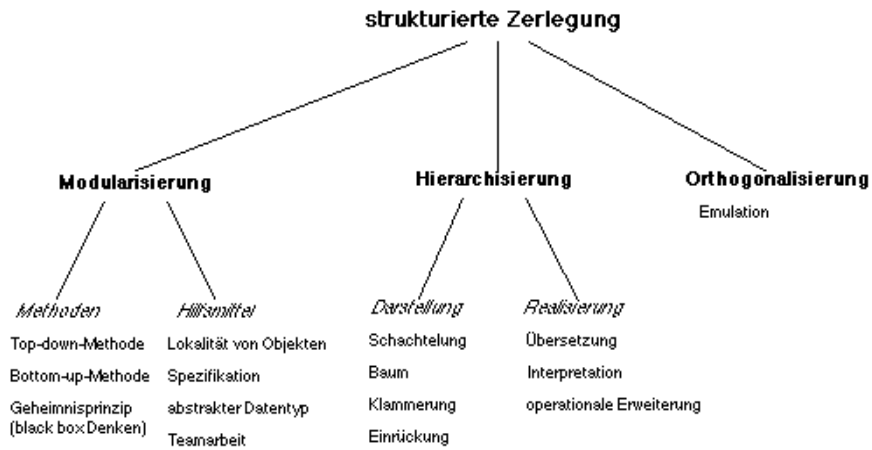 strukturierte Zerlegung
Modularisierung
Hierarchisierung
Orthogonalisierung
Emulation
Methoden
Top-down-Methode
Bottom-up-Methode
Geheimnisprinzip
(black box Denken)
Hilfsmittel
Lokalität von Objekten
Spezifikation
abstrakter Datentyp
Teamarbeit
Darstellung
Schachtelung
Baum
Klammerung
Einrückung
Realisierung
Übersetzung
Interpretation
operationale Erweiterung